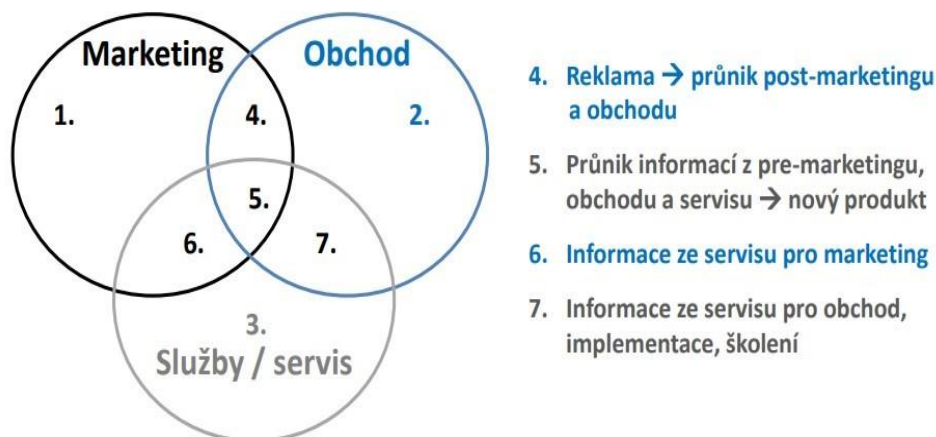 Marketing
Obchod
1.
4.
2.
5.
6.
7.
3.
Služby / servis
4. Reklama → průnik post-marketingu
a obchodu
5. Průnik informací z pre-marketingu,
obchodu a servisu → nový produkt
6. Informace ze servisu pro marketing
7. Informace ze servisu pro obchod,
implementace, školení